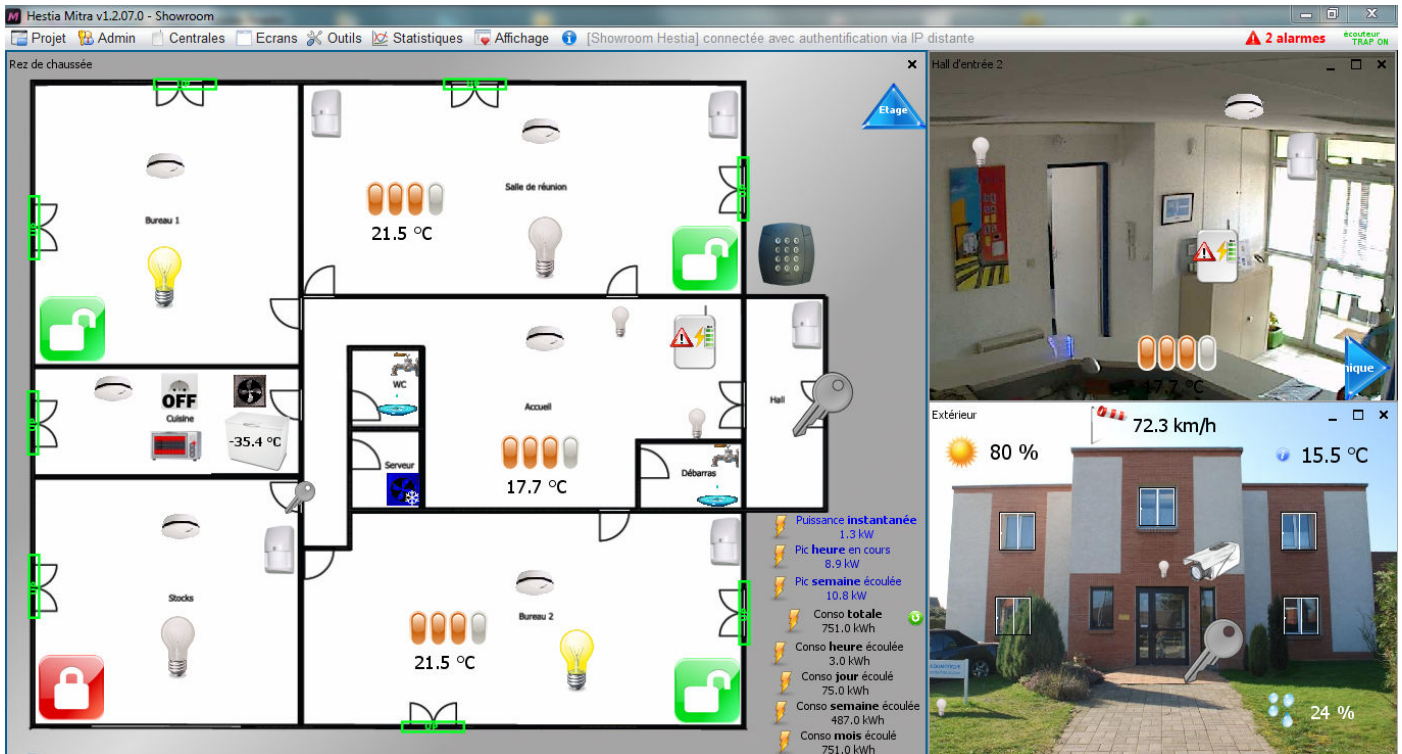 Hestia Mitra v1.2.07.0 - Showroom
Projet Admin Centrales Ecrans Outils Statistiques Affichage [Showroom Hestia] connectée avec authentification via IP distante 2 alarmes écouteur
TRAP ON
Rez de chaussée
Etage
Bureau 1
Salle de réunion
21.5 °C
OFF
Cuisine
-35.4 °C
WC
Serveur
Accueil
17.7 °C
Hall
Débarras
Stocks
Bureau 2
21.5 °C
Puissance instantanée
1.3 kW
Pic heure en cours
8.9 kW
Pic semaine écoulée
10.8 kW
Conso totale
751.0 kWh
Conso heure écoulée
3.0 kWh
Conso jour écoulé
75.0 kWh
Conso semaine écoulée
487.0 kWh
Conso mois écoulé
751.0 kWh
Hall d'entrée 2
17.7 °C
nique
Extérieur
72.3 km/h
80 %
15.5 °C
24 %